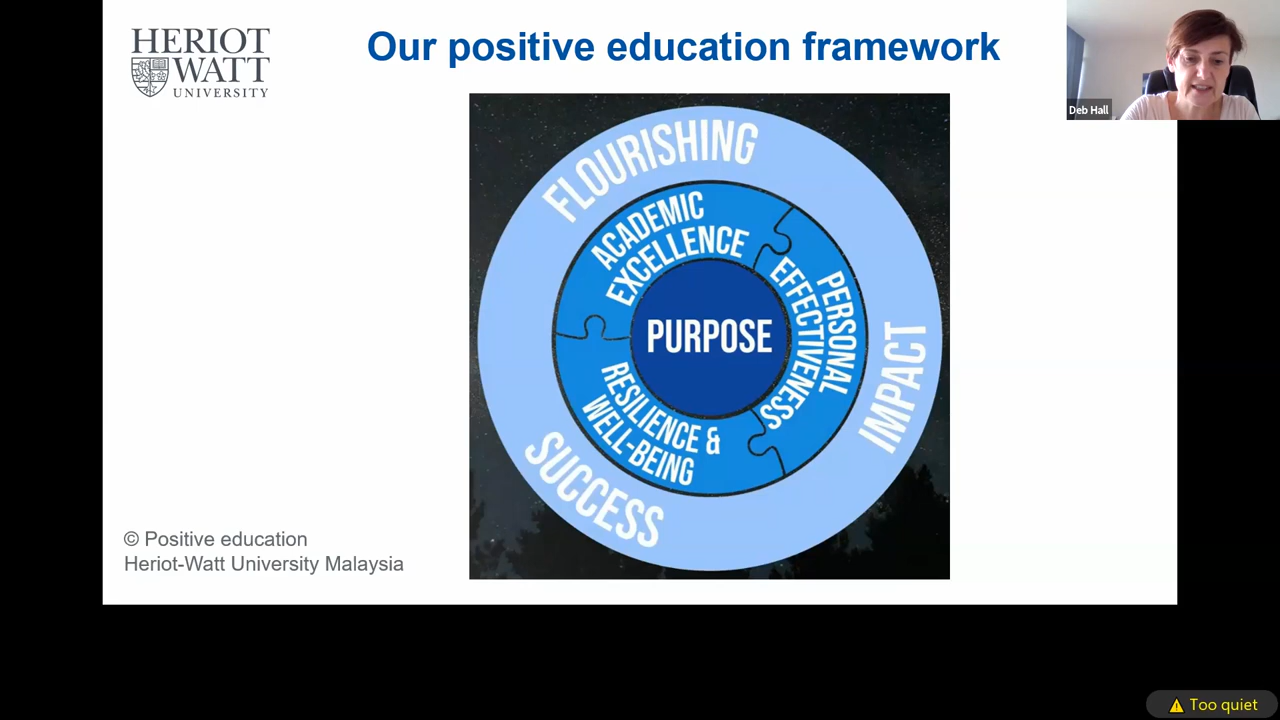 HERIOT
WATT
UNIVERSITY
Our positive education framework
Deb Hall
FLOURISHING
ACADEMIC
EXCELLENCE
PERSONAL
EFFECTIVENESS
PURPOSE
IMPACT
RESILIENCE &
WELL-BEING
SUCCESS
© Positive education
Heriot-Watt University Malaysia
Too quiet